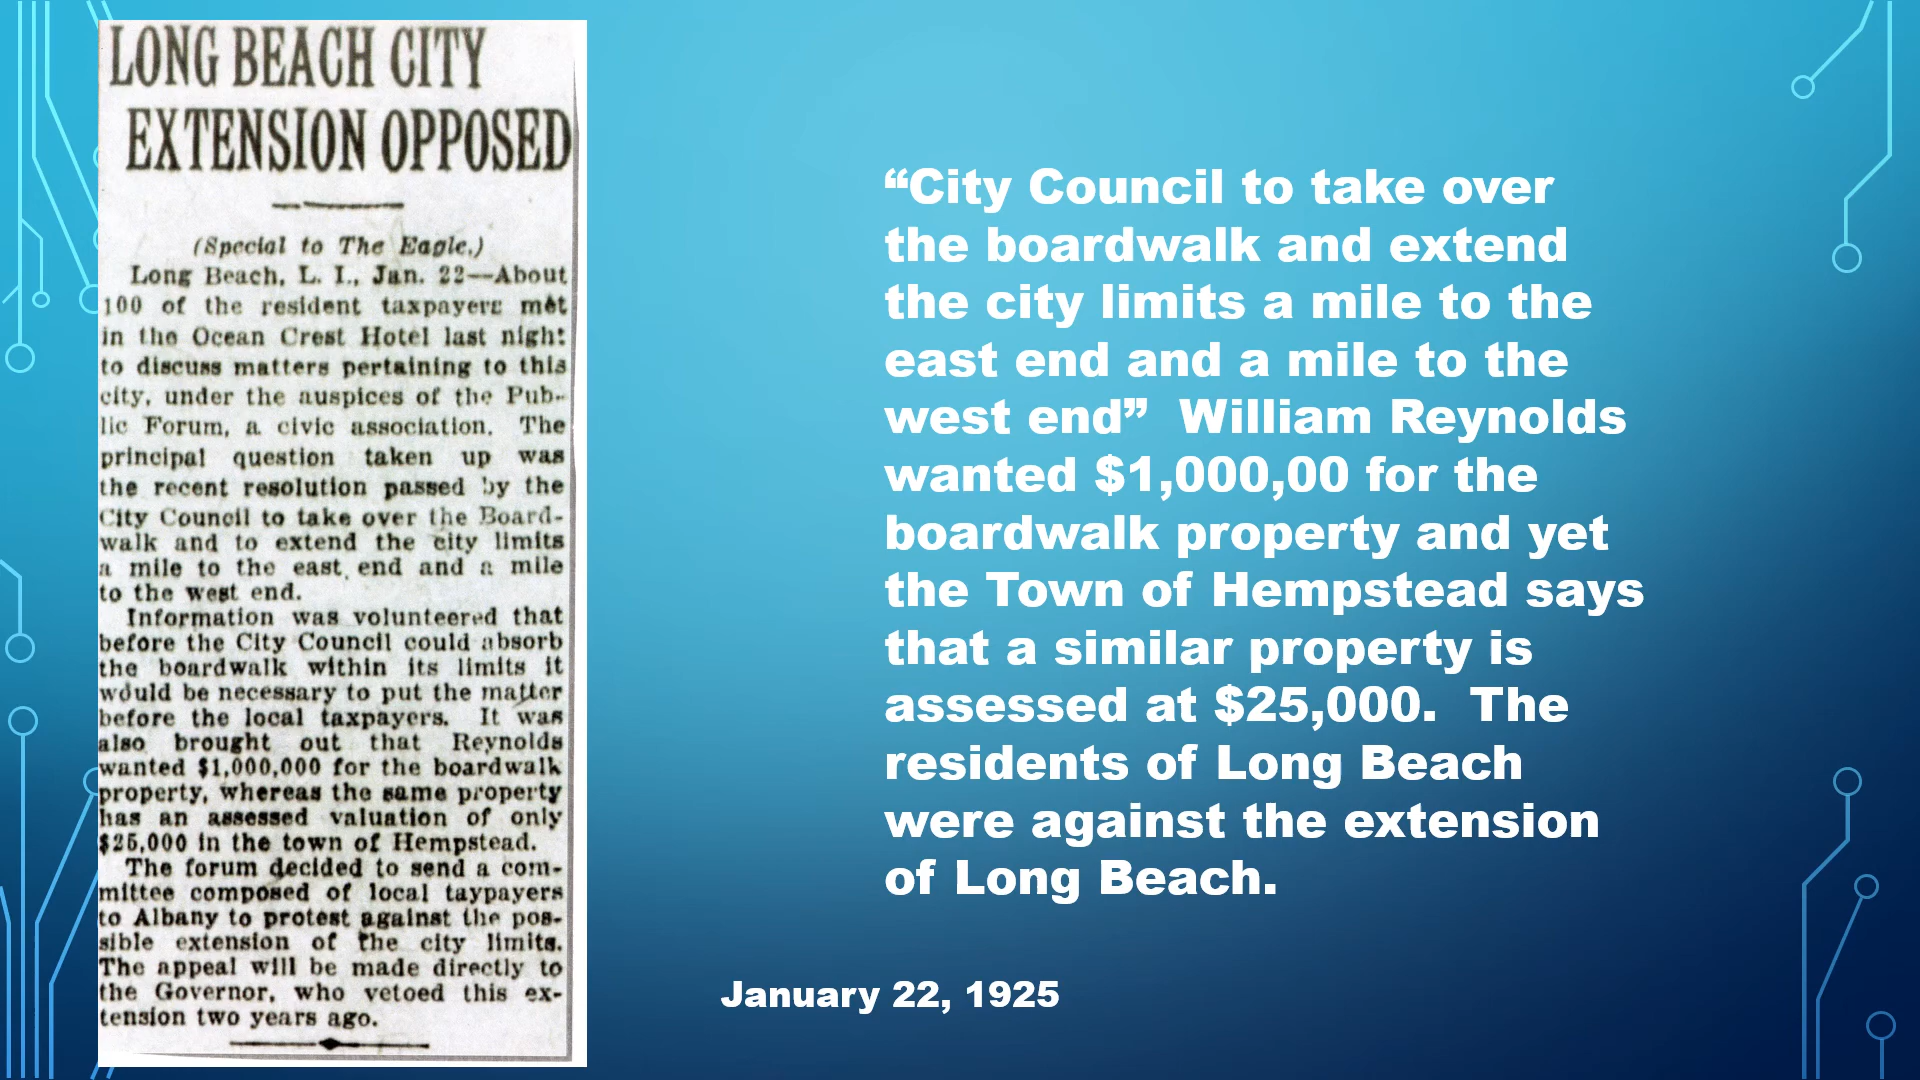 LONG BEACH CITY
EXTENSION OPPOSED
(Special to The Eagle.)
Long Beach, L. I., Jan. 22—About
100 of the resident taxpayers met
in the Ocean Crest Hotel last night
to discuss matters pertaining to this
city, under the auspices of the Pub-
lic Forum, a civic association. The
principal question taken up was
the recent resolution passed by the
City Council to take over the Board-
walk and to extend the city limits
a mile to the east end and a mile
to the west end.
Information was volunteered that
before the City Council could absorb
the boardwalk within its limits it
would be necessary to put the matter
before the local taxpayers. It was
also brought out that Reynolds
wanted $1,000,000 for the boardwalk
property, whereas the same property
has an assessed valuation of only
$25,000 in the town of Hempstead.
The forum decided to send a com-
mittee composed of local taypayers
to Albany to protest against the pos-
sible extension of the city limits.
The appeal will be made directly to
the Governor, who vetoed this ex-
tension two years ago.
“City Council to take over
the boardwalk and extend
the city limits a mile to the
east end and a mile to the
west end” William Reynolds
wanted $1,000,00 for the
boardwalk property and yet
the Town of Hempstead says
that a similar property is
assessed at $25,000. The
residents of Long Beach
were against the extension
of Long Beach.
January 22, 1925